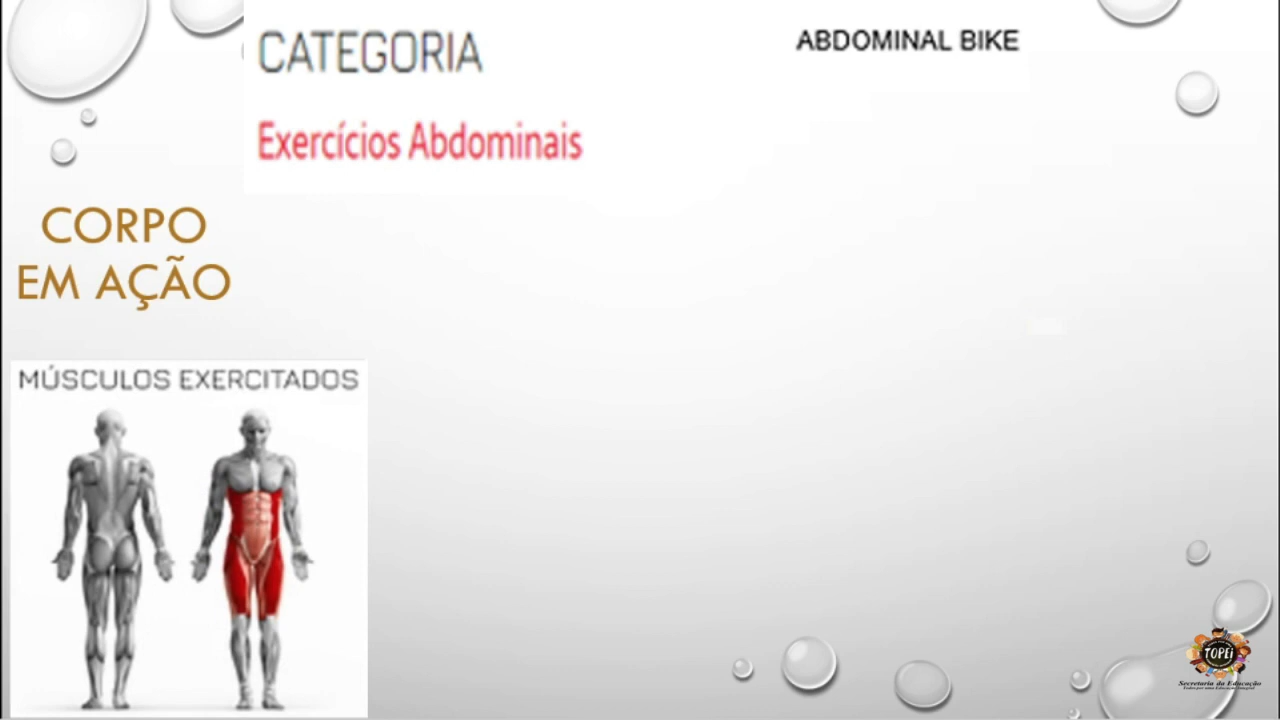 CATEGORIA
ABDOMINAL BIKE
Exercícios Abdominais
CORPO
EM AÇÃO
MÚSCULOS EXERCITADOS
TOPEi
Secretaria da Educação